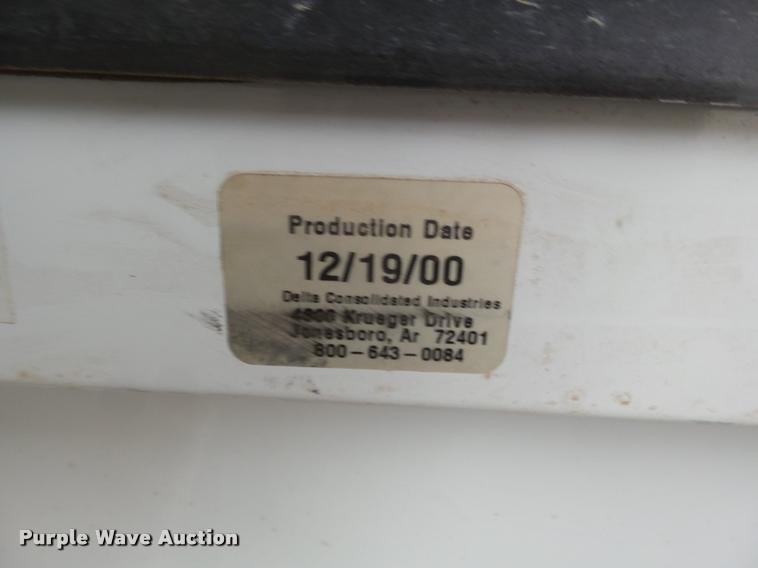 Production Date
12/19/00
Delta Consolidated Industries
Krueger Drive
Jonesboro, Ar 72401
800-643-0084
Purple Wave Auction